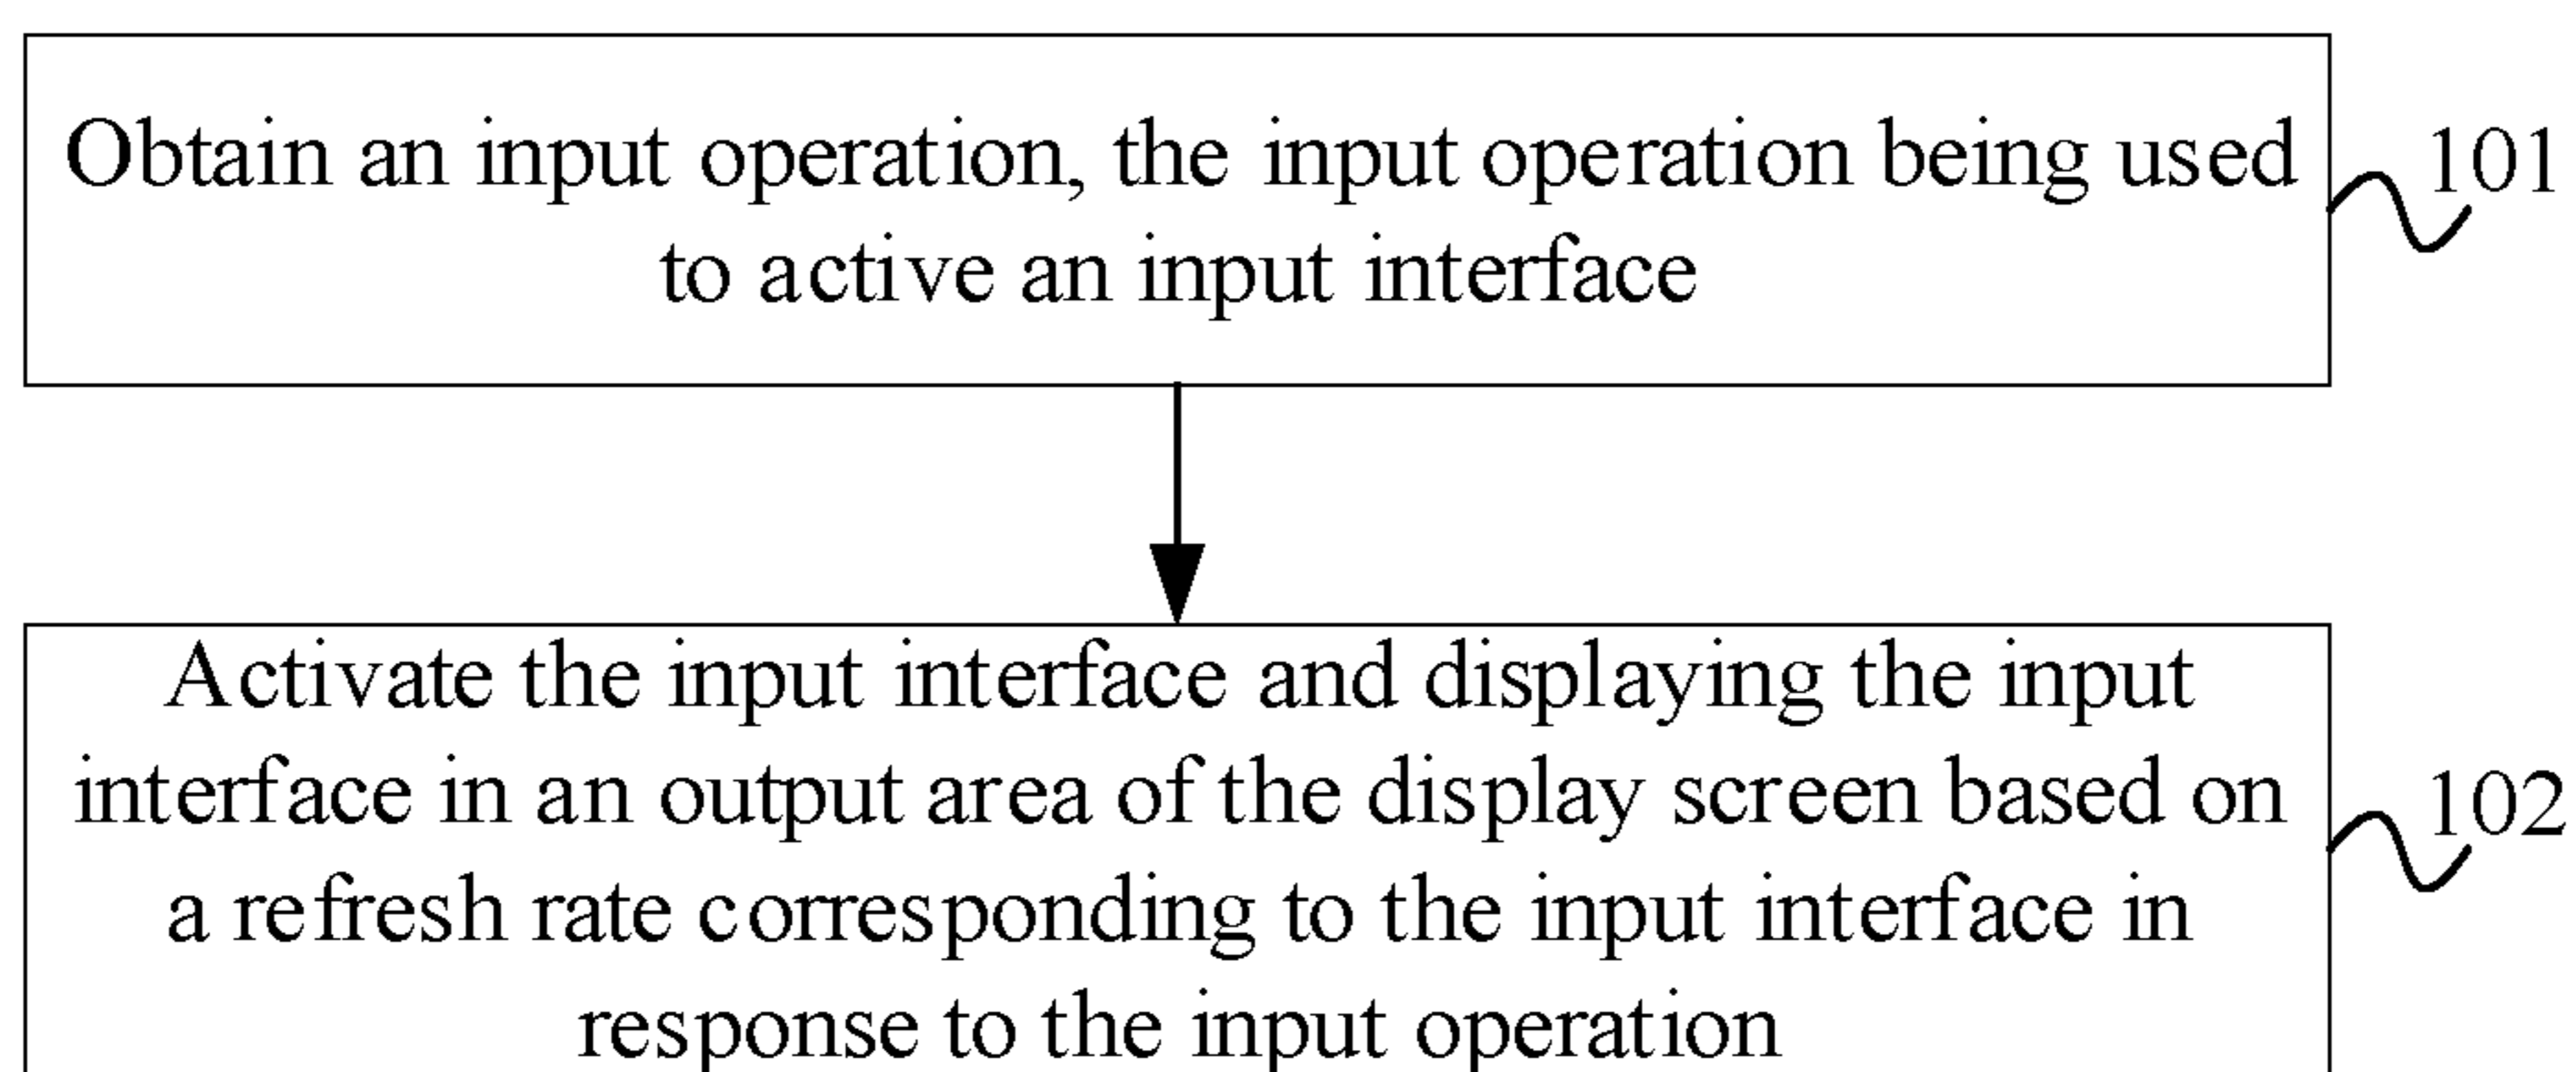 Obtain an input operation, the input operation being used
to active an input interface
101
Activate the input interface and displaying the input
interface in an output area of the display screen based on
a refresh rate corresponding to the input interface in
response to the input operation
102